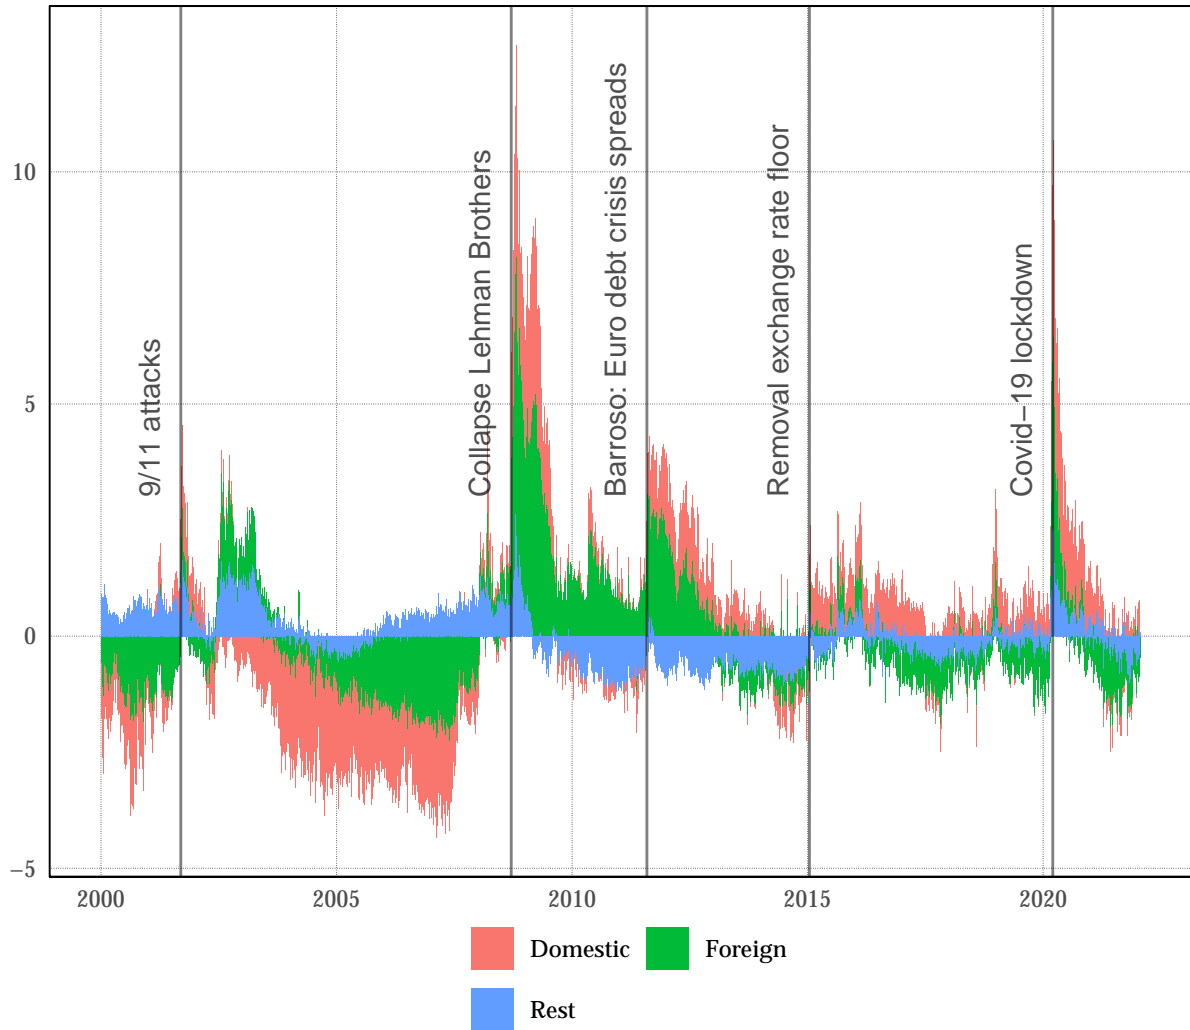 10
5
0
−5
9/11 attacks
Collapse Lehman Brothers
Barroso: Euro debt crisis spreads
Removal exchange rate floor
Covid−19 lockdown
2000
2005
2010
2015
2020
Domestic
Foreign
Rest